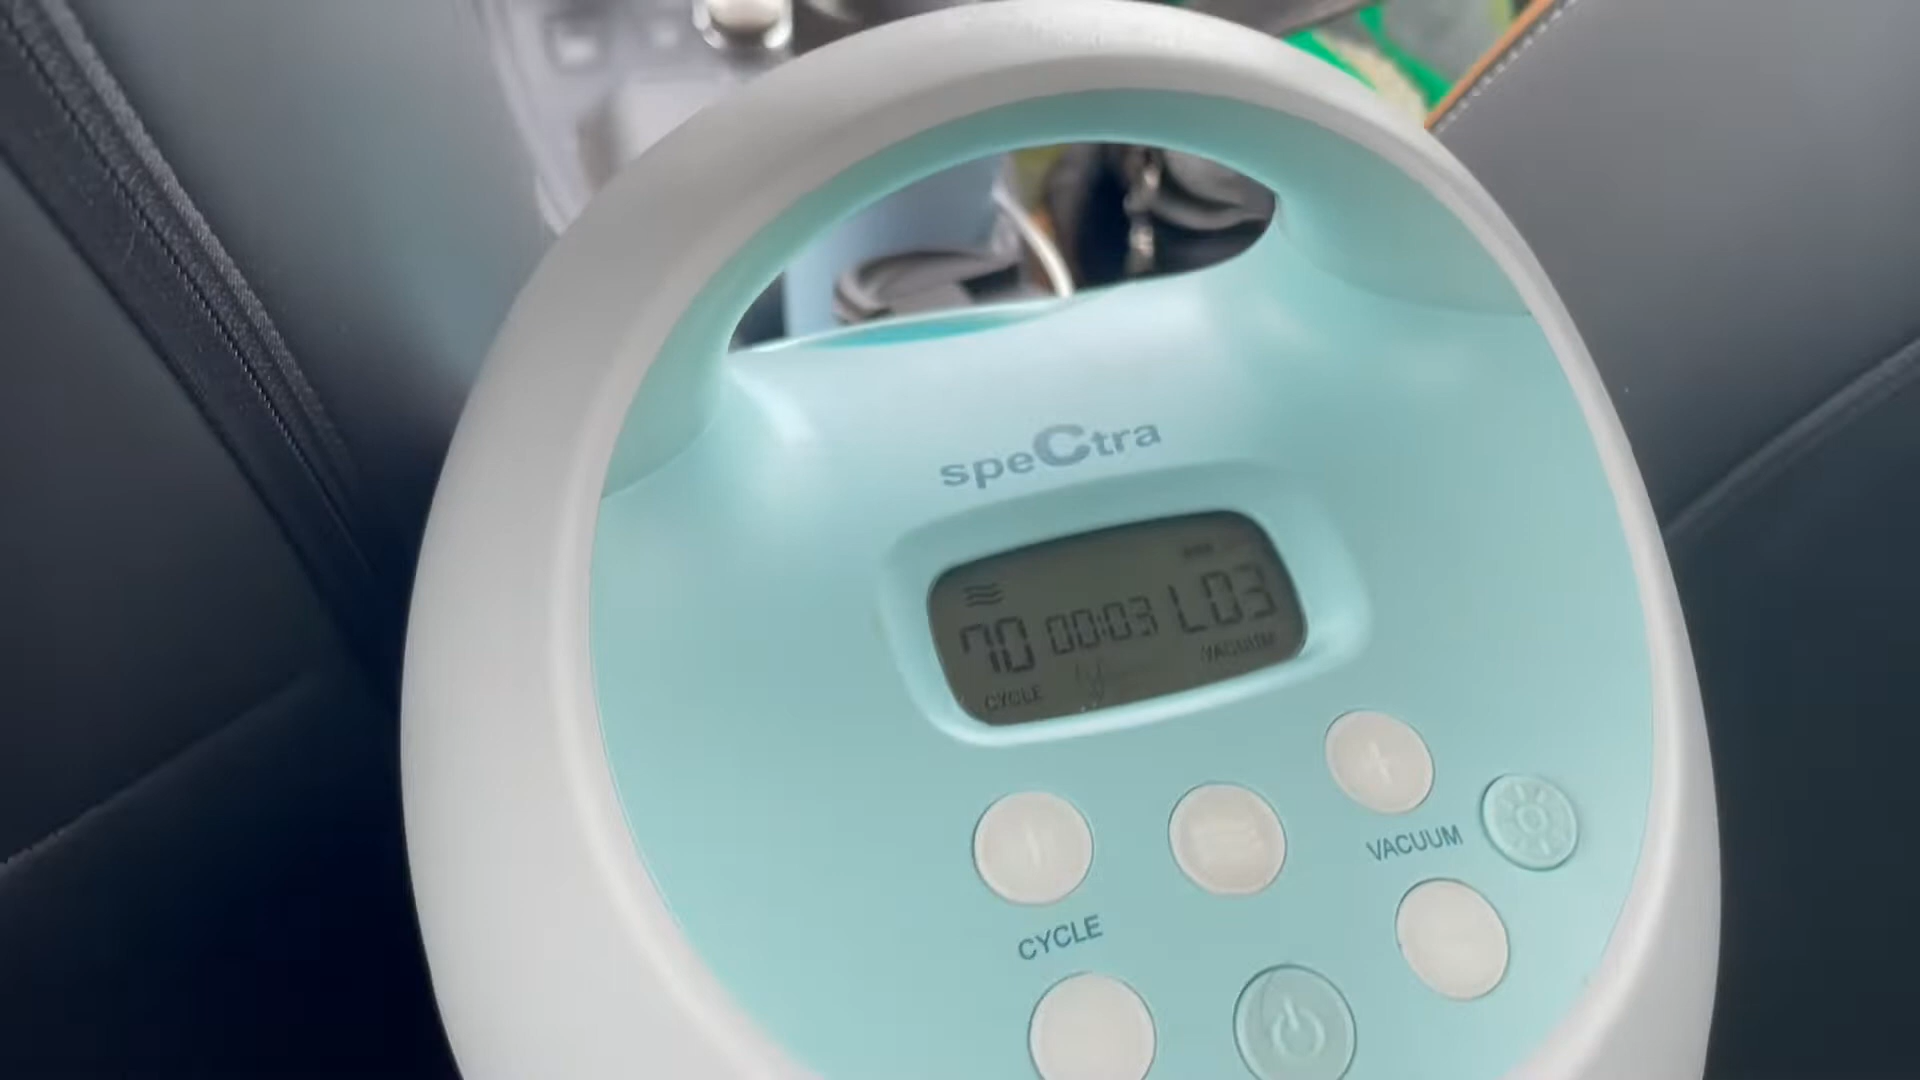 speCtra
70 00:03 L03
CYCLE VACUUM
VACUUM
CYCLE